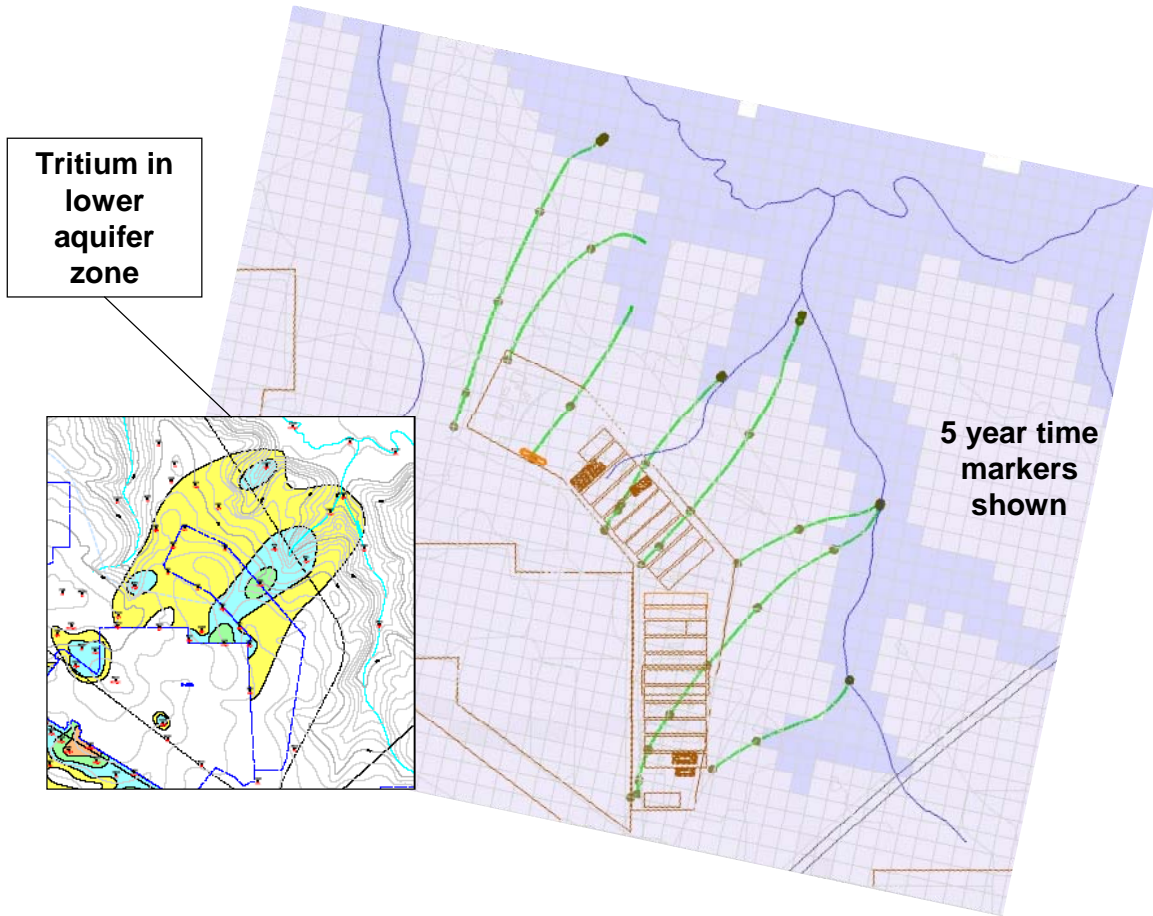 Tritium in
lower
aquifer
zone
5 year time
markers
shown